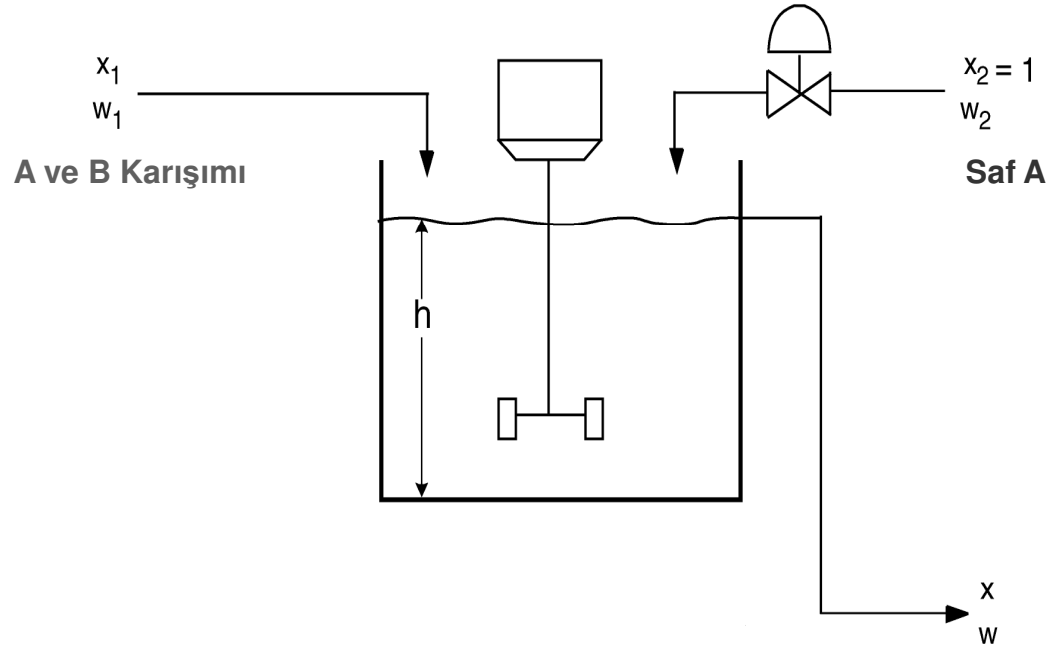 x₁
w₁
A ve B Karışımı
x₂ = 1
w₂
Saf A
h
x
w